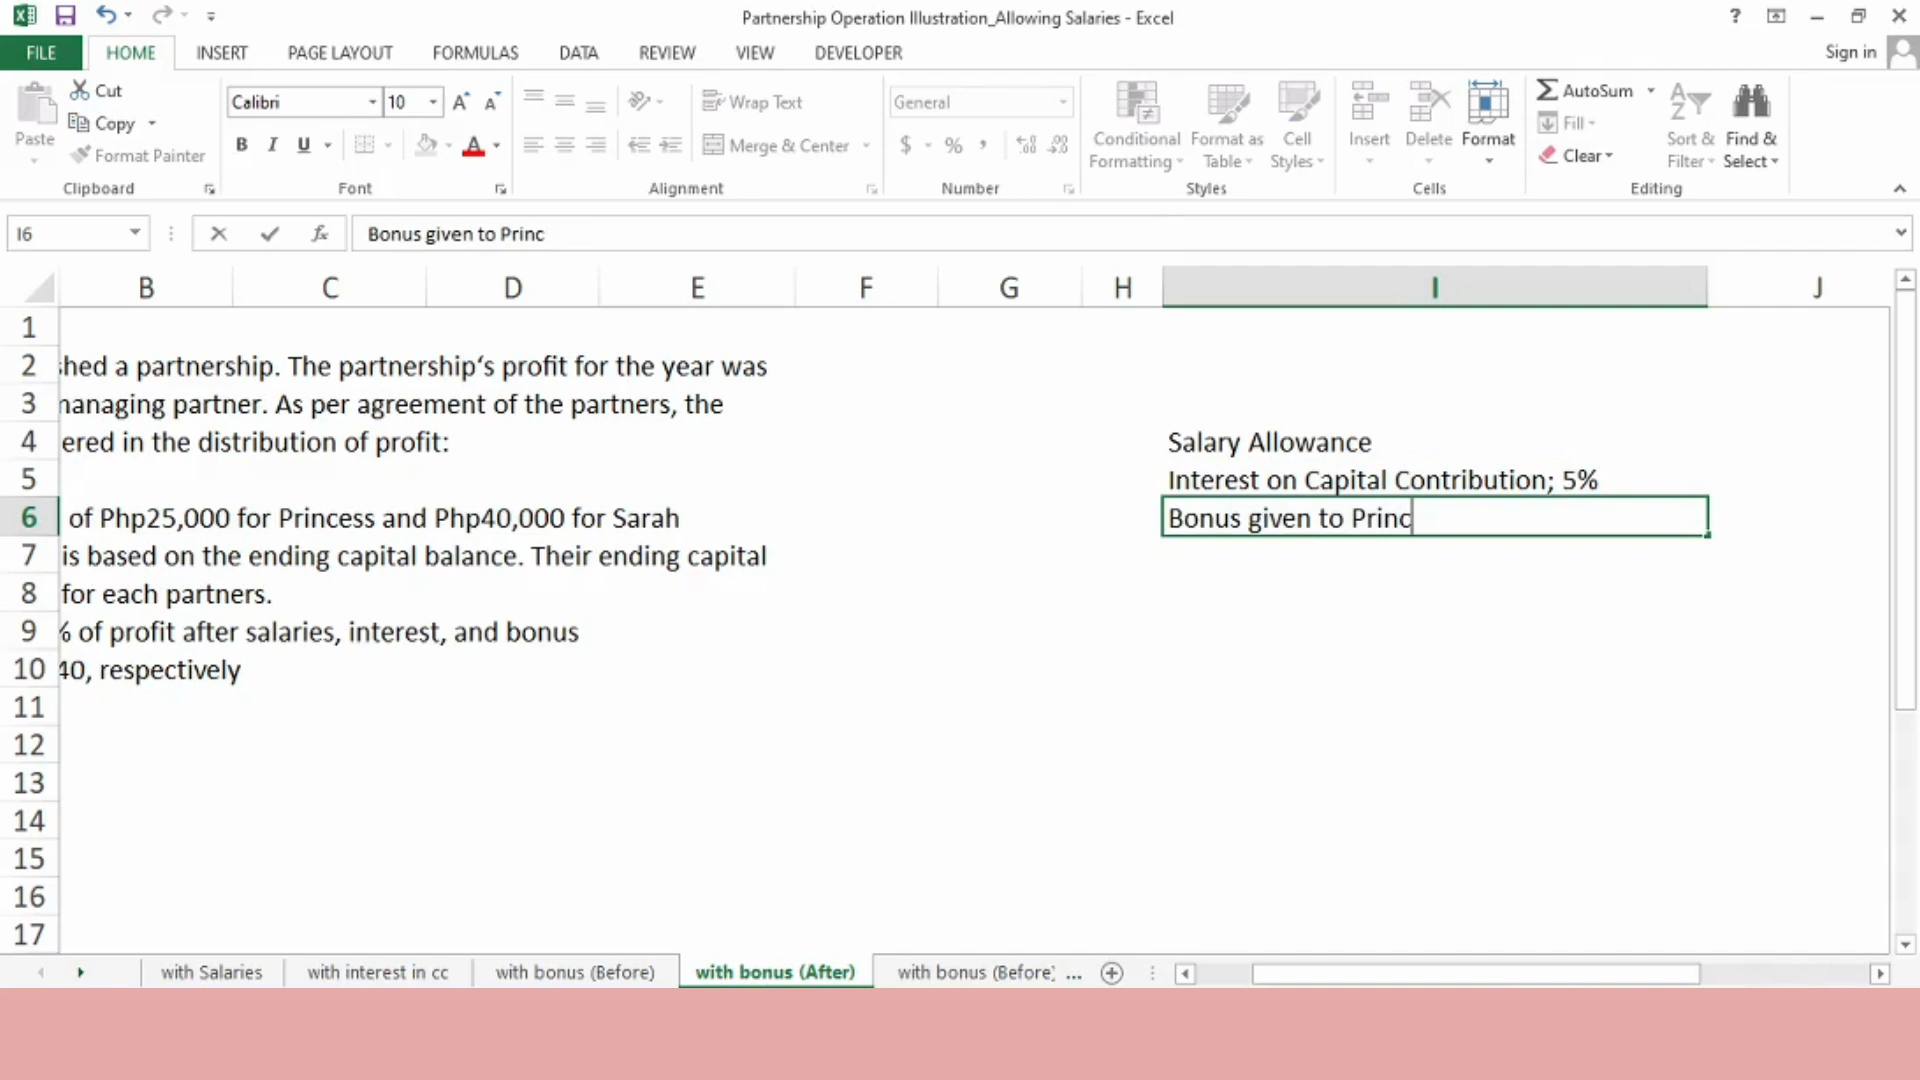 Partnership Operation Illustration_Allowing Salaries - Excel
?
FILE HOME INSERT PAGE LAYOUT FORMULAS DATA REVIEW VIEW DEVELOPER Sign in
Paste Cut Copy Format Painter Clipboard
Calibri 10 A A B I U A Font
Wrap Text Merge & Center Alignment
General $ % , .00 Number
Conditional Formatting Format as Table Cell Styles Styles
Insert Delete Format Cells
AutoSum Fill Clear Sort & Filter Find & Select Editing
I6 fx Bonus given to Princ
B C D E F G H I J
1
2 hed a partnership. The partnership‘s profit for the year was
3 managing partner. As per agreement of the partners, the
4 ered in the distribution of profit: Salary Allowance
5 Interest on Capital Contribution; 5%
6 of Php25,000 for Princess and Php40,000 for Sarah Bonus given to Princ
7 is based on the ending capital balance. Their ending capital
8 for each partners.
9 % of profit after salaries, interest, and bonus
10 40, respectively
11
12
13
14
15
16
17
with Salaries with interest in cc with bonus (Before) with bonus (After) with bonus (Before) ...